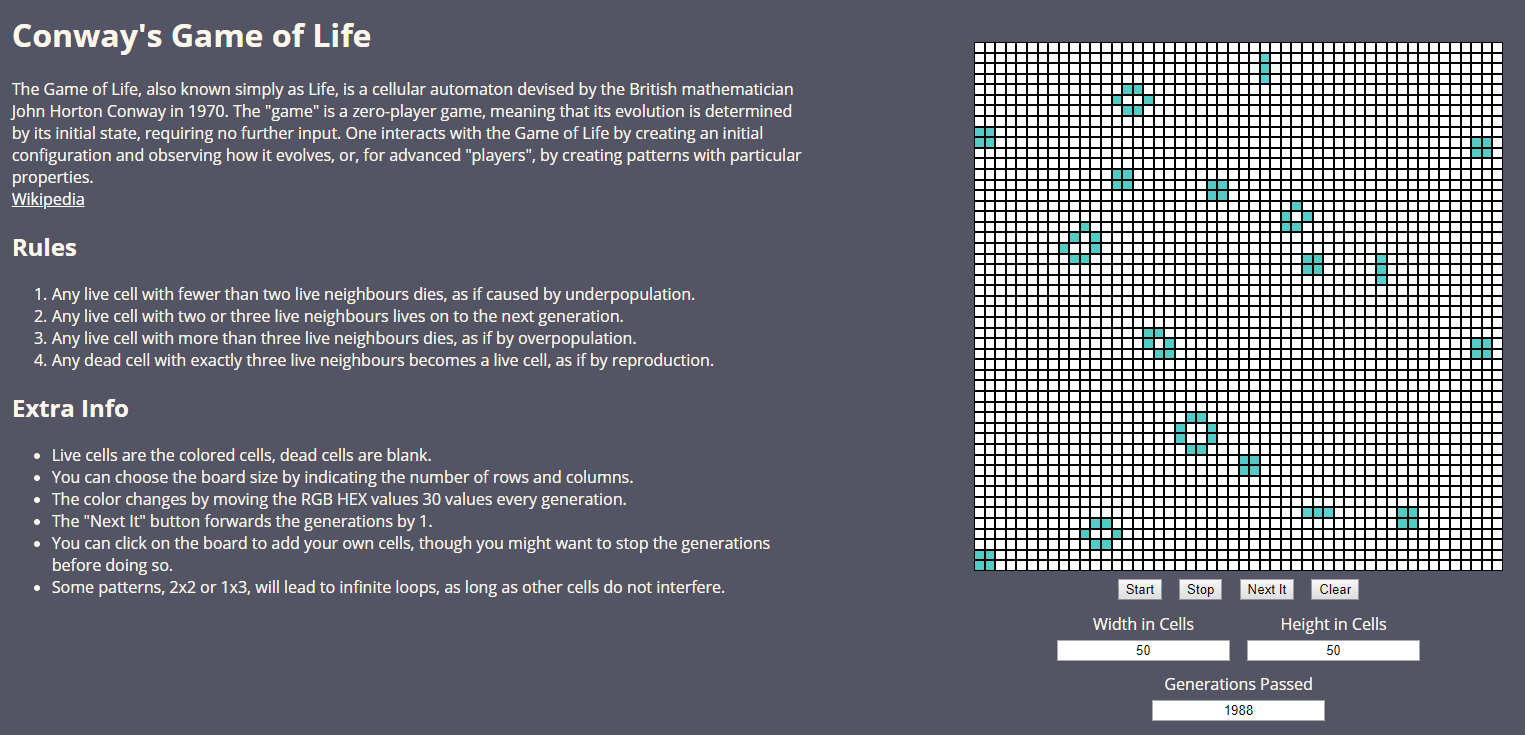 Conway's Game of Life
The Game of Life, also known simply as Life, is a cellular automaton devised by the British mathematician
John Horton Conway in 1970. The "game" is a zero-player game, meaning that its evolution is determined
by its initial state, requiring no further input. One interacts with the Game of Life by creating an initial
configuration and observing how it evolves, or, for advanced "players", by creating patterns with particular
properties.
Wikipedia
Rules
1. Any live cell with fewer than two live neighbours dies, as if caused by underpopulation.
2. Any live cell with two or three live neighbours lives on to the next generation.
3. Any live cell with more than three live neighbours dies, as if by overpopulation.
4. Any dead cell with exactly three live neighbours becomes a live cell, as if by reproduction.
Extra Info
• Live cells are the colored cells, dead cells are blank.
• You can choose the board size by indicating the number of rows and columns.
• The color changes by moving the RGB HEX values 30 values every generation.
• The "Next It" button forwards the generations by 1.
• You can click on the board to add your own cells, though you might want to stop the generations
before doing so.
• Some patterns, 2x2 or 1x3, will lead to infinite loops, as long as other cells do not interfere.
Start Stop Next It Clear
Width in Cells Height in Cells
50 50
Generations Passed
1988